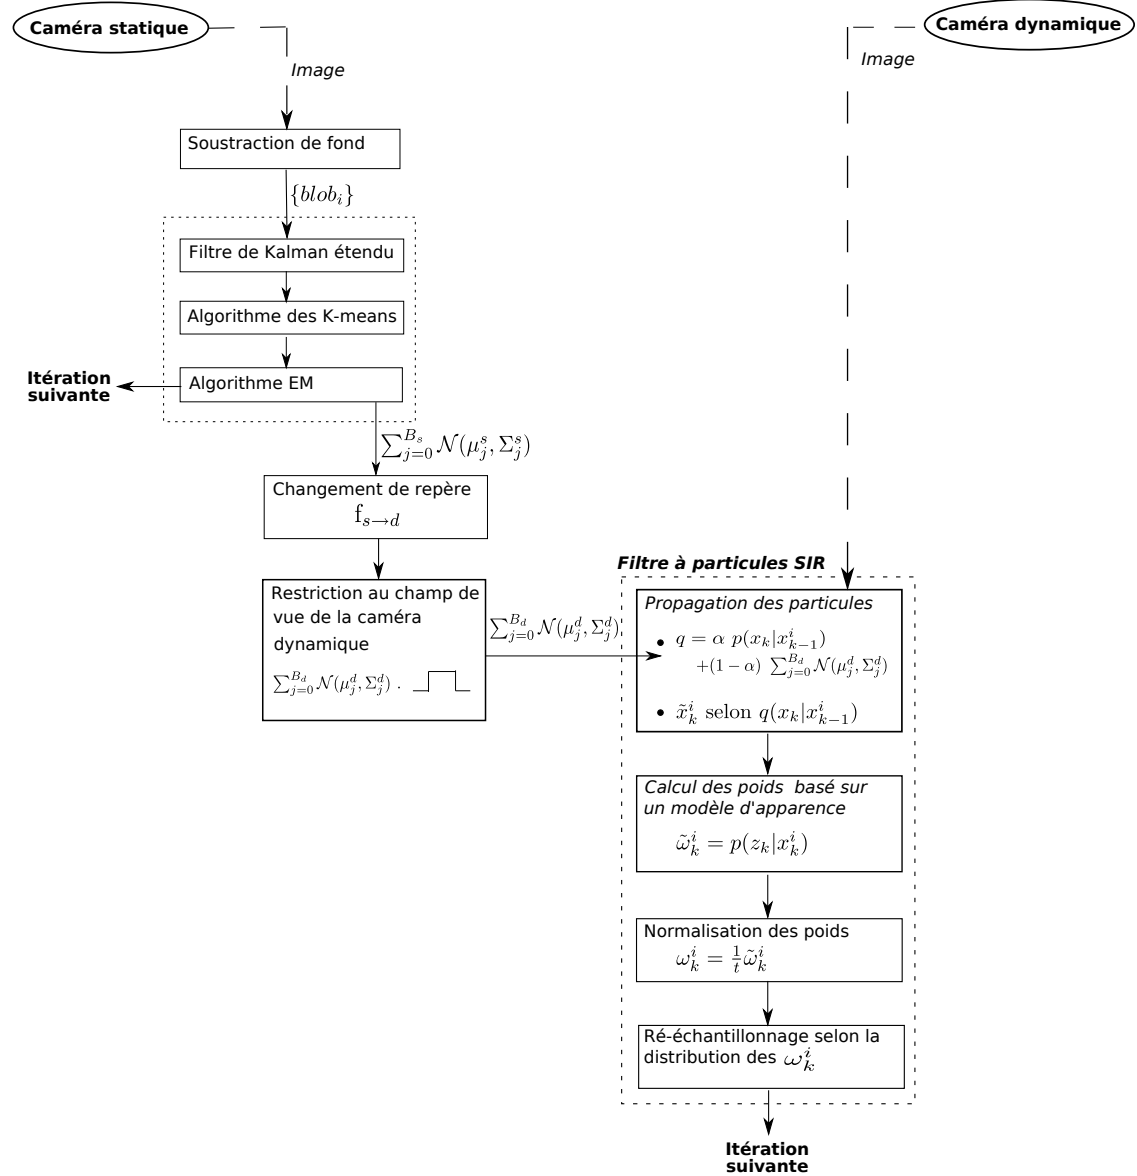 Caméra statique
Image
Soustraction de fond
{blob_i}
Filtre de Kalman étendu
Algorithme des K-means
Algorithme EM
Itération
suivante
∑_{j=0}^{B_s} 𝒩(μ_j^s, Σ_j^s)
Changement de repère
f_{s→d}
Restriction au champ de
vue de la caméra
dynamique
∑_{j=0}^{B_d} 𝒩(μ_j^d, Σ_j^d) .
∑_{j=0}^{B_d} 𝒩(μ_j^d, Σ_j^d)
Caméra dynamique
Image
Filtre à particules SIR
Propagation des particules
• q = α p(x_k|x_{k-1}^i)
+(1 − α) ∑_{j=0}^{B_d} 𝒩(μ_j^d, Σ_j^d)
• x̃_k^i selon q(x_k|x_{k-1}^i)
Calcul des poids basé sur
un modèle d'apparence
ω̃_k^i = p(z_k|x_k^i)
Normalisation des poids
ω_k^i = \frac{1}{t} ω̃_k^i
Ré-échantillonnage selon la
distribution des ω_k^i
Itération
suivante